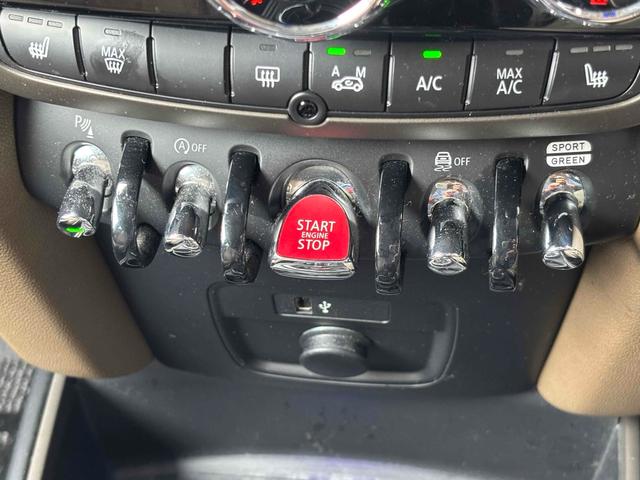 MAX
A M
A/C
MAX
A/C
P
A OFF
OFF
SPORT
GREEN
START
ENGINE
STOP